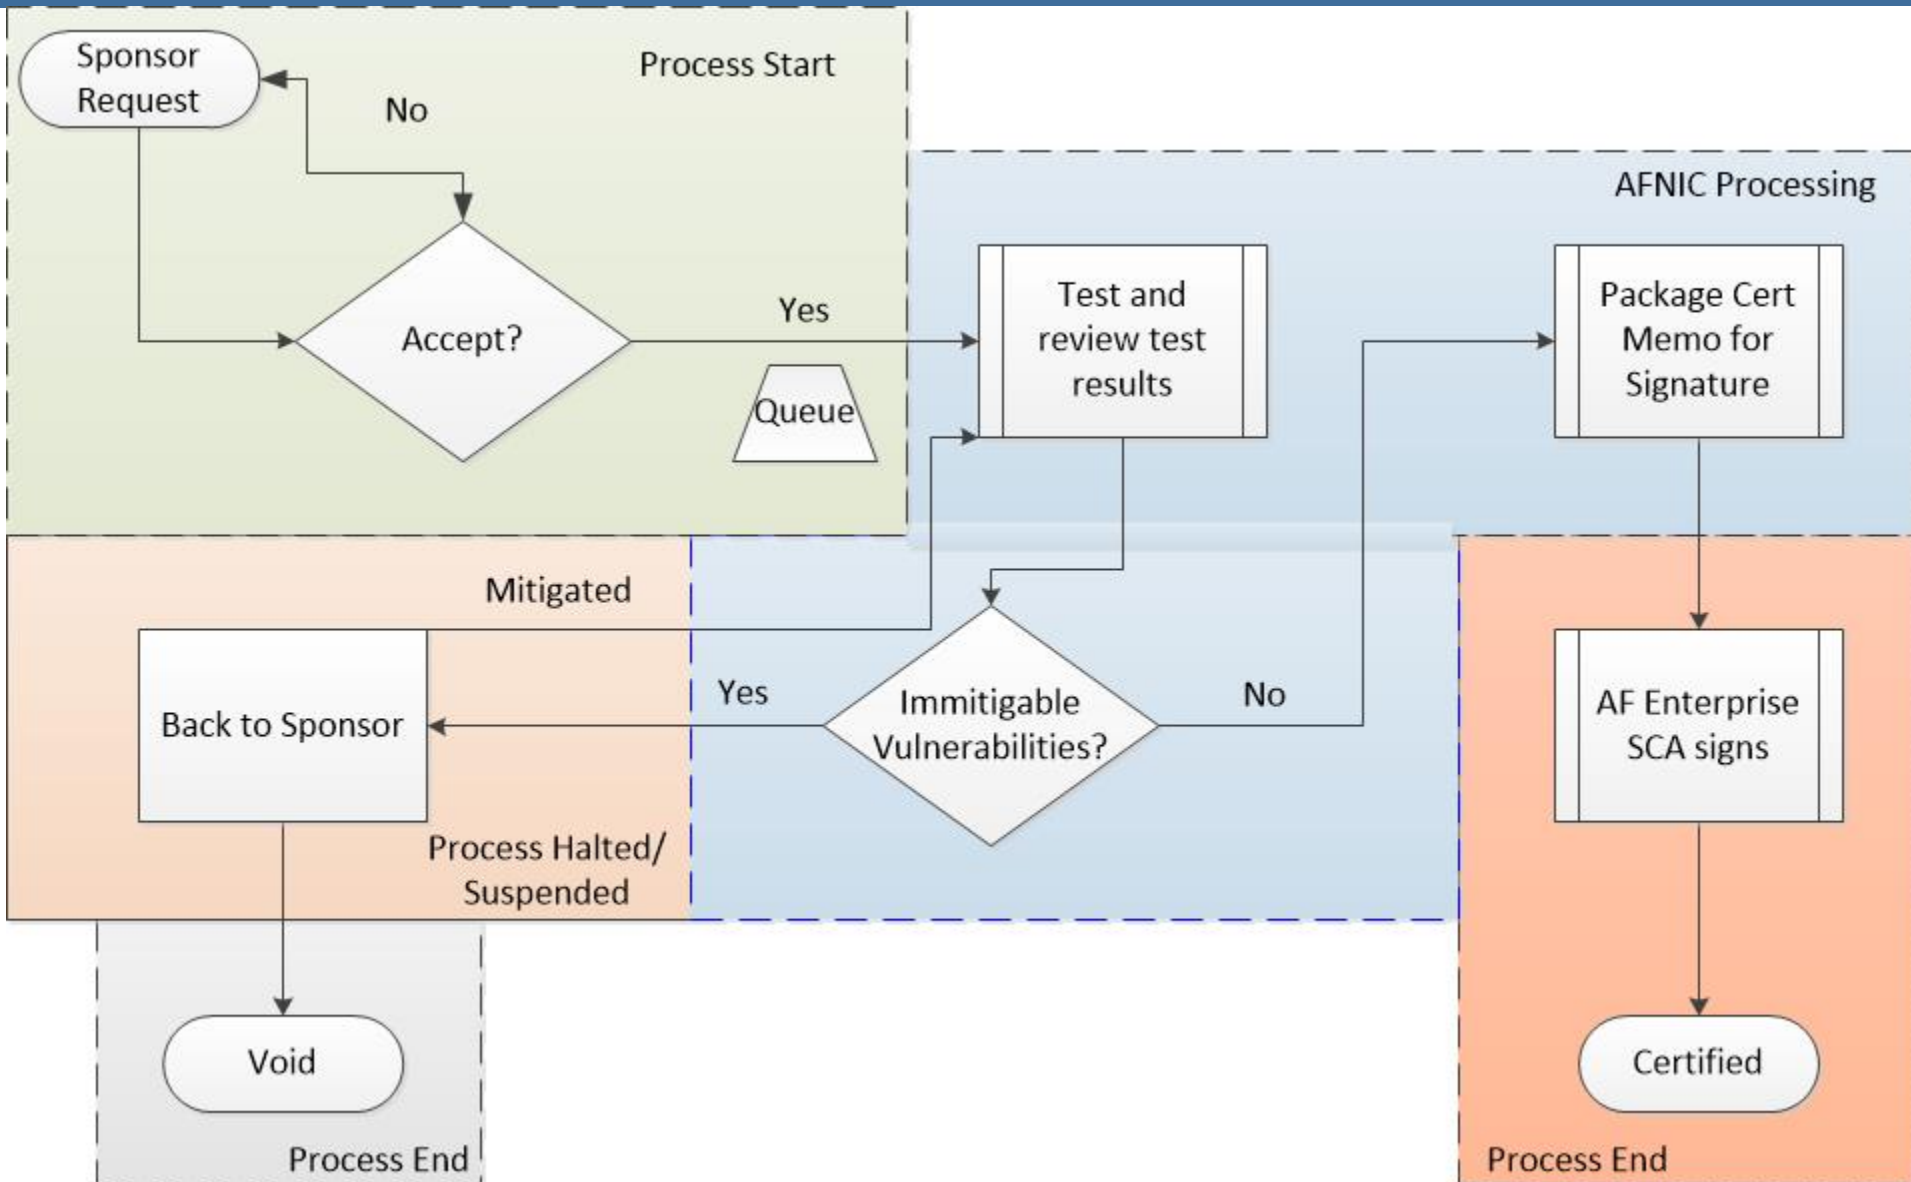 Sponsor
Request
No
Process Start
Accept?
Yes
Queue
AFNIC Processing
Test and
review test
results
Package Cert
Memo for
Signature
Mitigated
Back to Sponsor
Process Halted/
Suspended
Yes
Immitigable
Vulnerabilities?
No
AF Enterprise
SCA signs
Void
Process End
Certified
Process End